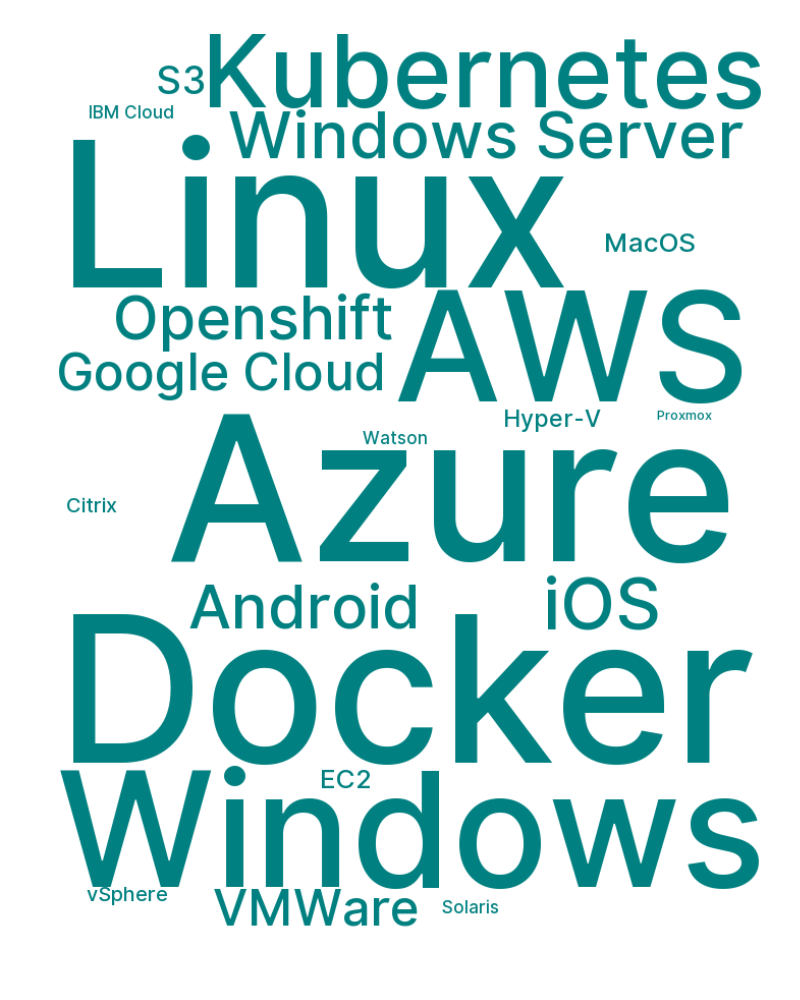 Kubernetes
S3
IBM Cloud
Windows Server
Linux
MacOS
Openshift
AWS
Google Cloud
Hyper-V
Proxmox
Watson
Azure
Citrix
Android
iOS
Docker
EC2
Windows
vSphere
VMWare
Solaris